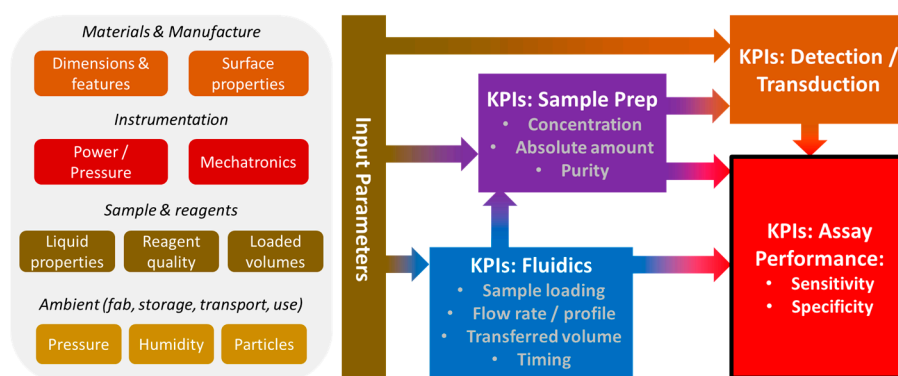 Materials & Manufacture
Dimensions &
features
Surface
properties
Instrumentation
Power /
Pressure
Mechatronics
Sample & reagents
Liquid
properties
Reagent
quality
Loaded
volumes
Ambient (fab, storage, transport, use)
Pressure
Humidity
Particles
Input Parameters
KPIs: Sample Prep
• Concentration
• Absolute amount
• Purity
KPIs: Fluidics
• Sample loading
• Flow rate / profile
• Transferred volume
• Timing
KPIs: Detection /
Transduction
KPIs: Assay
Performance:
• Sensitivity
• Specificity